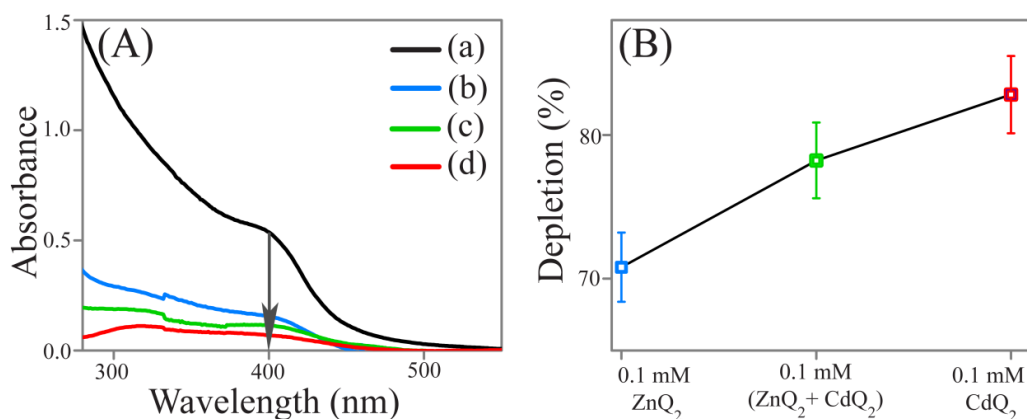 (A)
1.5
1.0
0.5
0.0
Absorbance
300
400
500
Wavelength (nm)
(a)
(b)
(c)
(d)
(B)
80
70
Depletion (%)
0.1 mM
ZnQ₂
0.1 mM
(ZnQ₂ + CdQ₂)
0.1 mM
CdQ₂